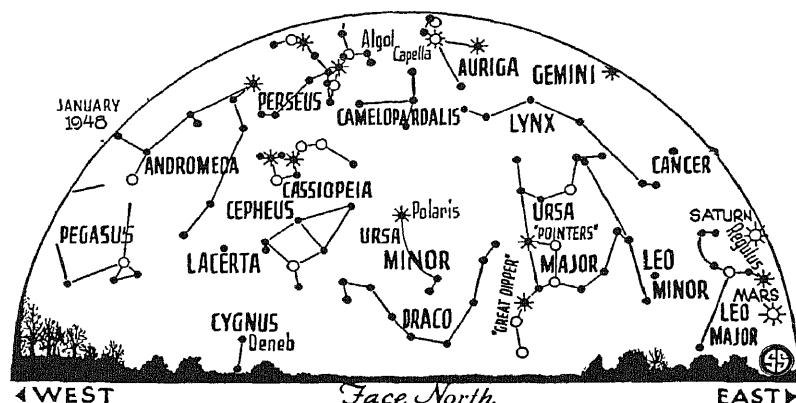 JANUARY
1948
Algol
Capella
AURIGA
GEMINI
PERSEUS
CAMELOPARDALIS
LYNX
ANDROMEDA
CASSIOPEIA
CANCER
CEPHEUS
Polaris
URSA
"POINTERS"
MAJOR
SATURN
Regulus
PEGASUS
LACERTA
URSA
MINOR
LEO
MINOR
MARS
LEO
MAJOR
"GREAT DIPPER"
DRACO
CYGNUS
Deneb
WEST
Face North
EAST